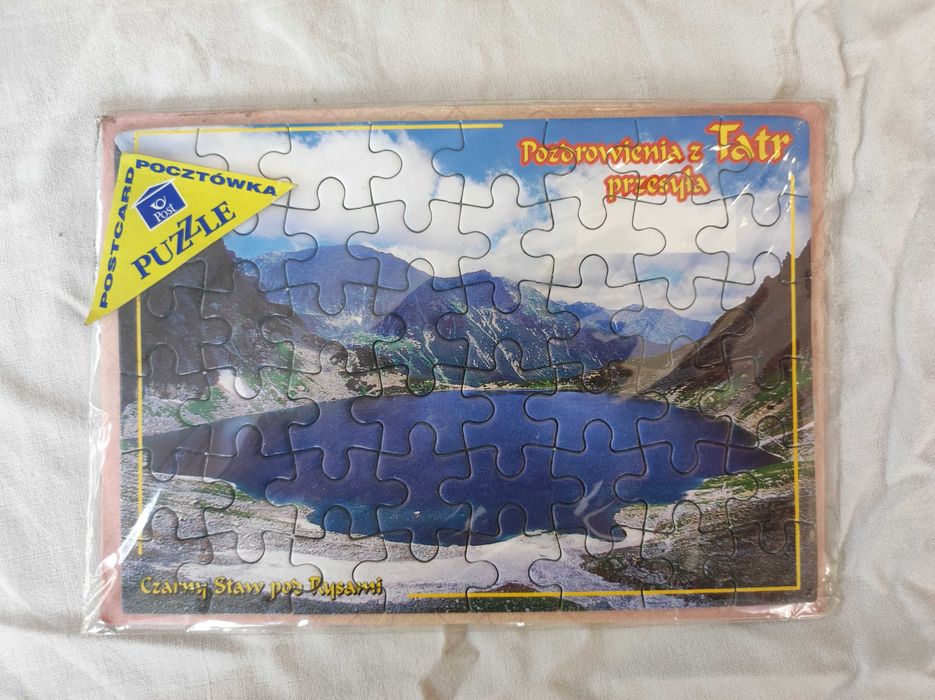 Pozdrowienia z Tatr
przesyła
POSTCARD
POCZTÓWKA
Post
PUZZLE
Czarny Staw pod Rysami